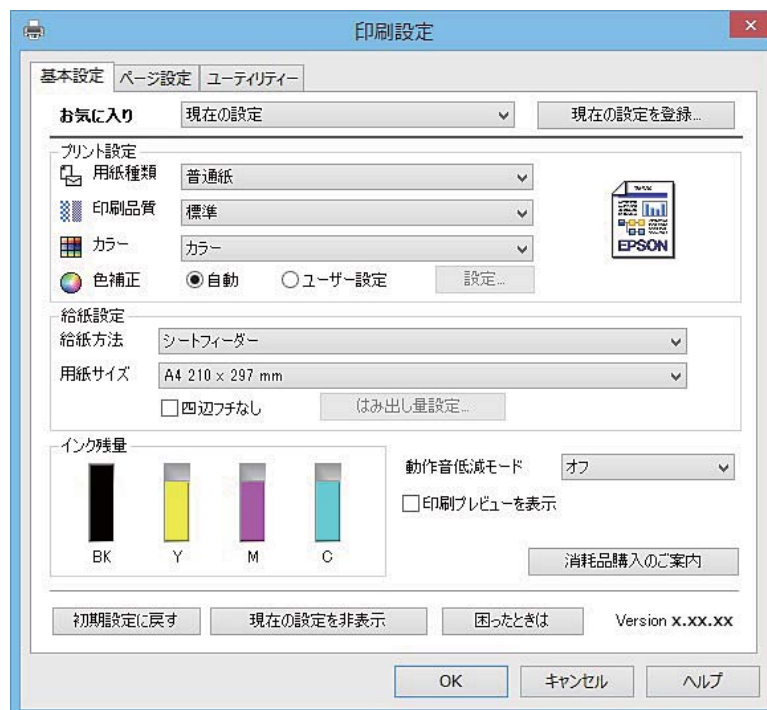 印刷設定
基本設定 ページ設定 ユーティリティー
お気に入り 現在の設定 現在の設定を登録...
プリント設定
用紙種類 普通紙
印刷品質 標準
カラー カラー
EPSON
色補正 自動 ユーザー設定 設定...
給紙設定
給紙方法 シートフィーダー
用紙サイズ A4 210 x 297 mm
四辺フチなし はみ出し量設定...
インク残量
動作音低減モード オフ
印刷プレビューを表示
BK Y M C
消耗品購入のご案内
初期設定に戻す 現在の設定を非表示 困ったときは Version x.xx.xx
OK キャンセル ヘルプ